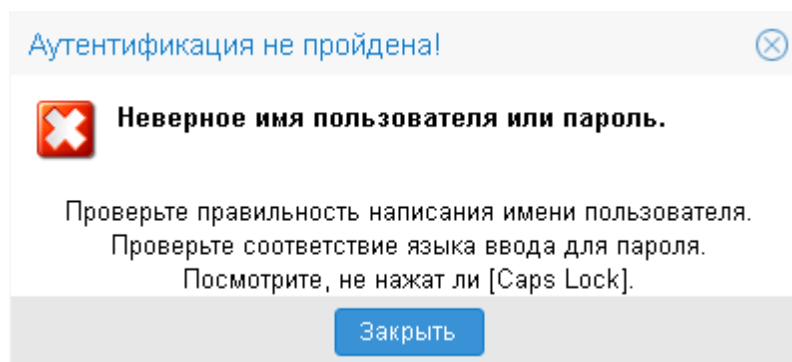 Аутентификация не пройдена!
Неверное имя пользователя или пароль.
Проверьте правильность написания имени пользователя.
Проверьте соответствие языка ввода для пароля.
Посмотрите, не нажат ли [Caps Lock].
Закрыть